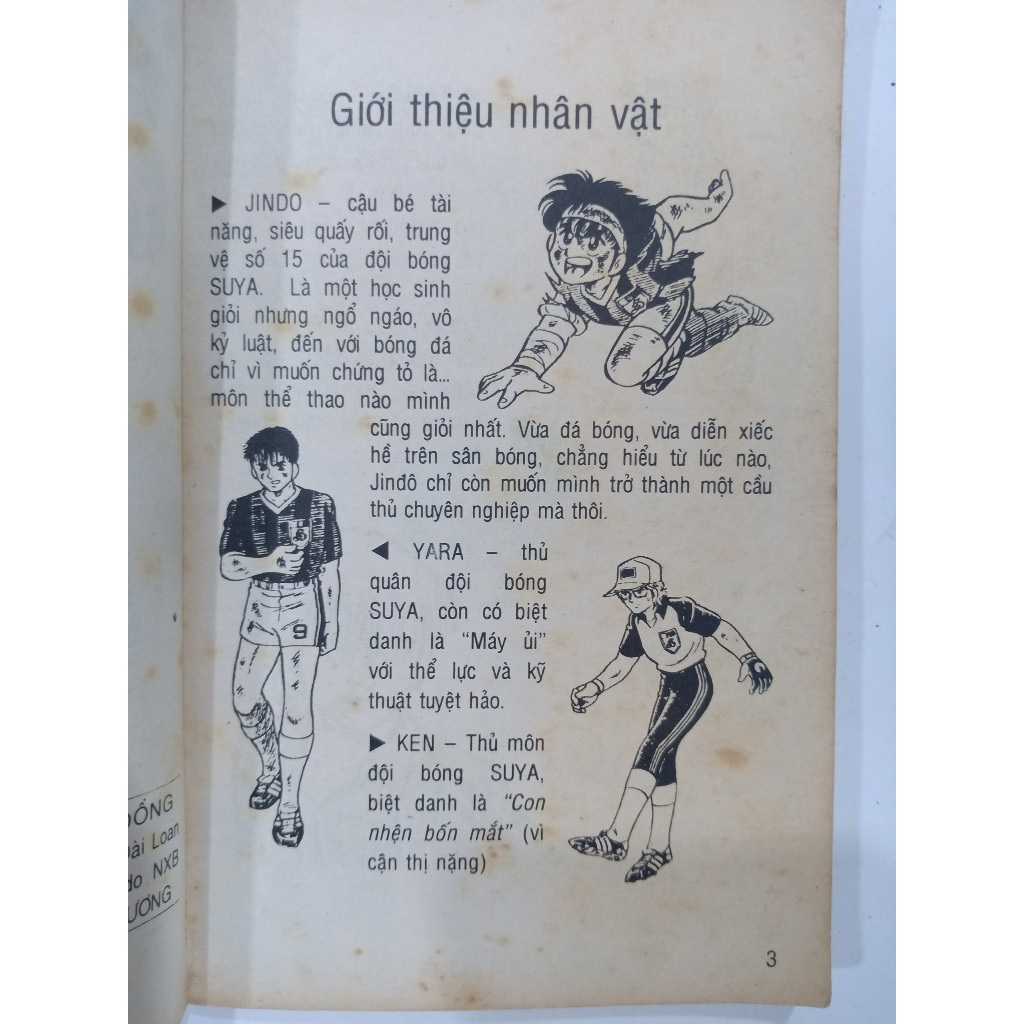 Giới thiệu nhân vật
► JINDO – cậu bé tài
năng, siêu quấy rối, trung
vệ số 15 của đội bóng
SUYA. Là một học sinh
giỏi nhưng ngổ ngáo, vô
kỷ luật, đến với bóng đá
chỉ vì muốn chứng tỏ là...
môn thể thao nào mình
cũng giỏi nhất. Vừa đá bóng, vừa diễn xiếc
hề trên sân bóng, chẳng hiểu từ lúc nào,
Jinđô chỉ còn muốn mình trở thành một cầu
thủ chuyên nghiệp mà thôi.
◄ YARA – thủ
quân đội bóng
SUYA, còn có biệt
danh là “Máy ủi”
với thể lực và kỹ
thuật tuyệt hảo.
► KEN – Thủ môn
đội bóng SUYA,
biệt danh là “Con
nhện bốn mắt” (vì
cận thị nặng)
9
Loan
NXB
3